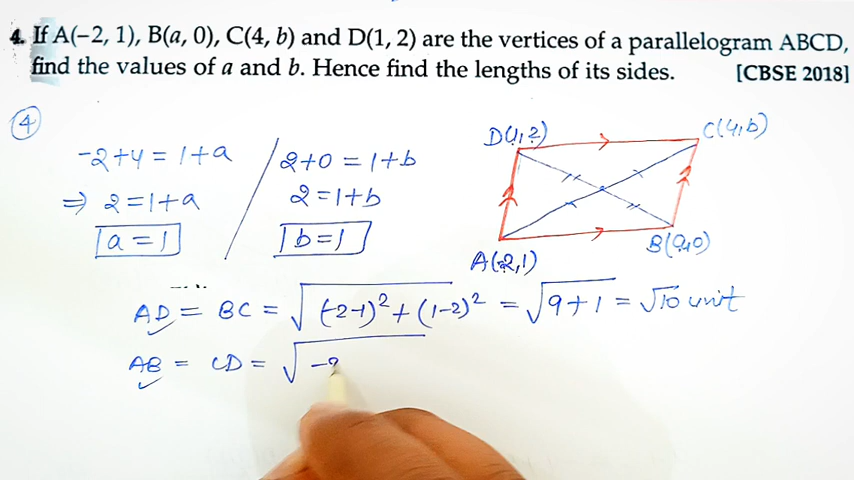 4. If A(−2, 1), B(a, 0), C(4, b) and D(1, 2) are the vertices of a parallelogram ABCD,
find the values of a and b. Hence find the lengths of its sides. [CBSE 2018]
④
-2+4 = 1+a
⇒ 2 = 1+a
a = 1
2+0 = 1+b
2 = 1+b
b = 1
D(1,2)
C(4,b)
A(-2,1)
B(a,0)
AD = BC = √(-2-1)² + (1-2)² = √9+1 = √10 unit
AB = CD = √-2